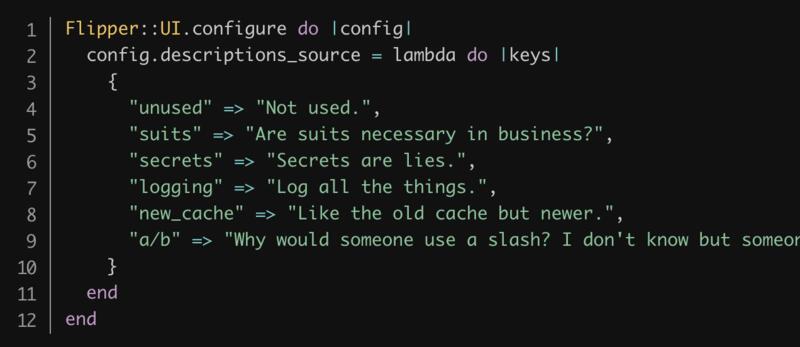 1 Flipper::UI.configure do |config|
2   config.descriptions_source = lambda do |keys|
3     {
4       "unused" => "Not used.",
5       "suits" => "Are suits necessary in business?",
6       "secrets" => "Secrets are lies.",
7       "logging" => "Log all the things.",
8       "new_cache" => "Like the old cache but newer.",
9       "a/b" => "Why would someone use a slash? I don't know but
10     }
11   end
12 end